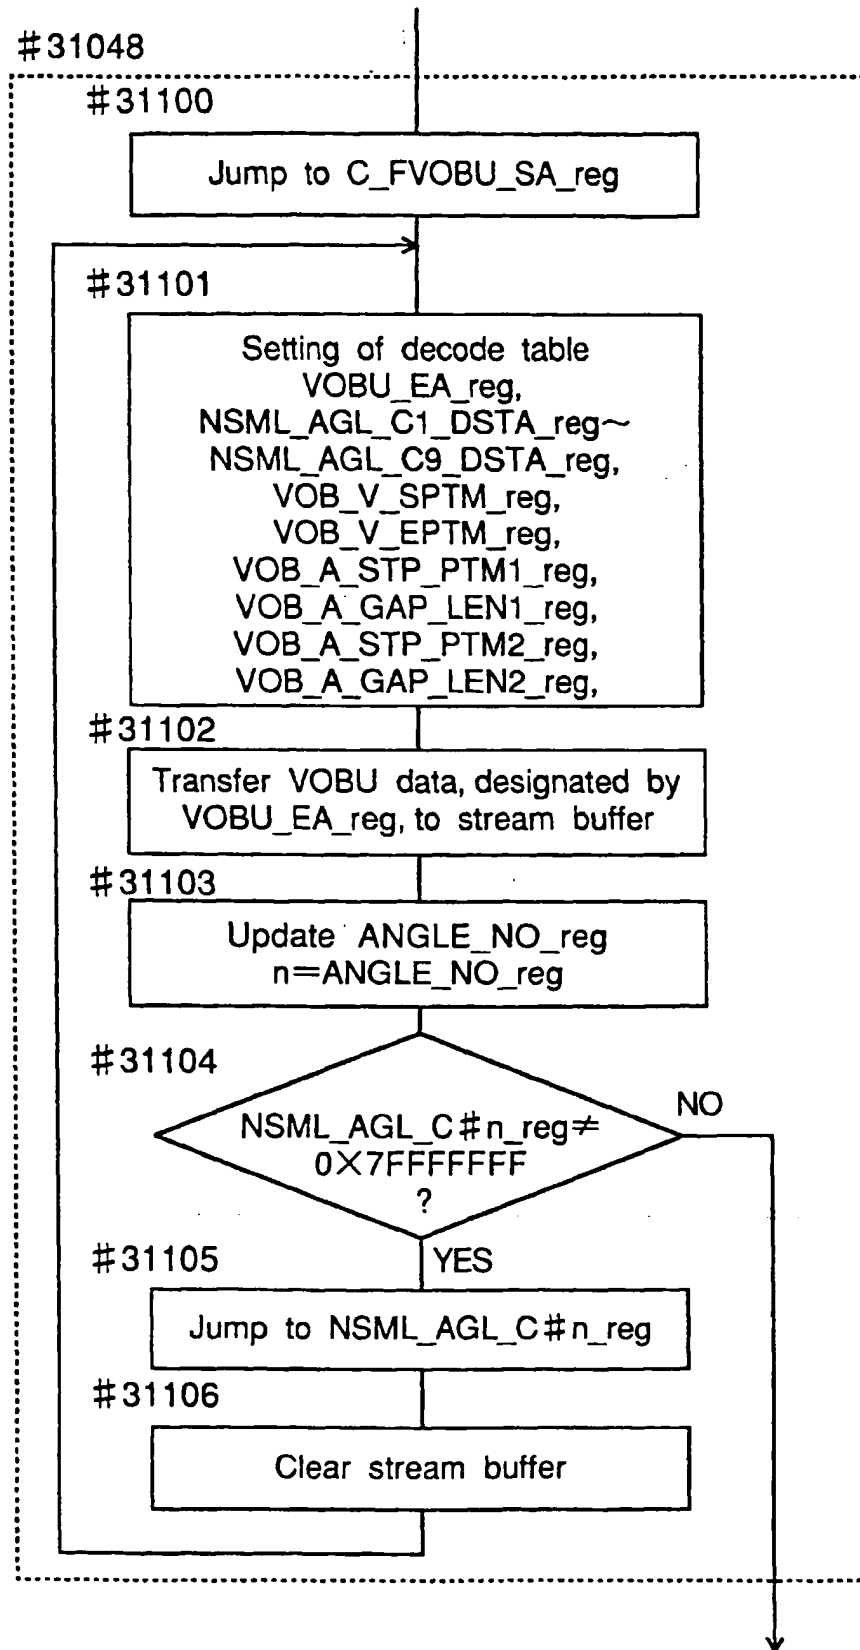 #31048
#31100
Jump to C_FVOBU_SA_reg
#31101
Setting of decode table
VOBU_EA_reg,
NSML_AGL_C1_DSTA_reg~
NSML_AGL_C9_DSTA_reg,
VOB_V_SPTM_reg,
VOB_V_EPTM_reg,
VOB_A_STP_PTM1_reg,
VOB_A_GAP_LEN1_reg,
VOB_A_STP_PTM2_reg,
VOB_A_GAP_LEN2_reg,
#31102
Transfer VOBU data, designated by
VOBU_EA_reg, to stream buffer
#31103
Update ANGLE_NO_reg
n=ANGLE_NO_reg
#31104
NO
NSML_AGL_C#n_reg≠
0X7FFFFFFF
?
#31105
YES
Jump to NSML_AGL_C#n_reg
#31106
Clear stream buffer